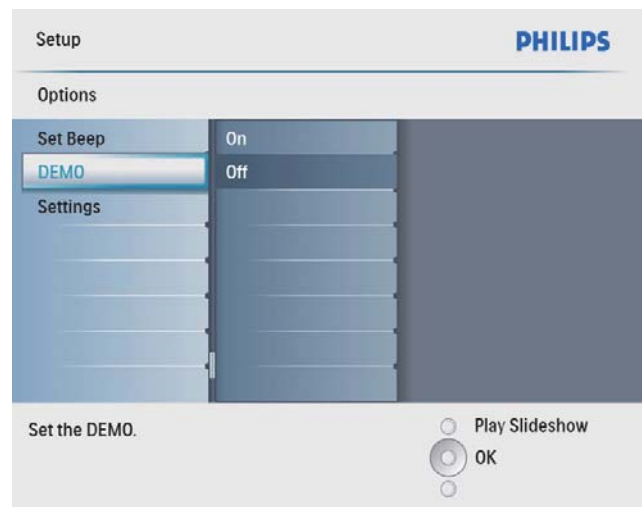 Setup
PHILIPS
Options
Set Beep
On
DEMO
Off
Settings
Set the DEMO.
Play Slideshow
OK